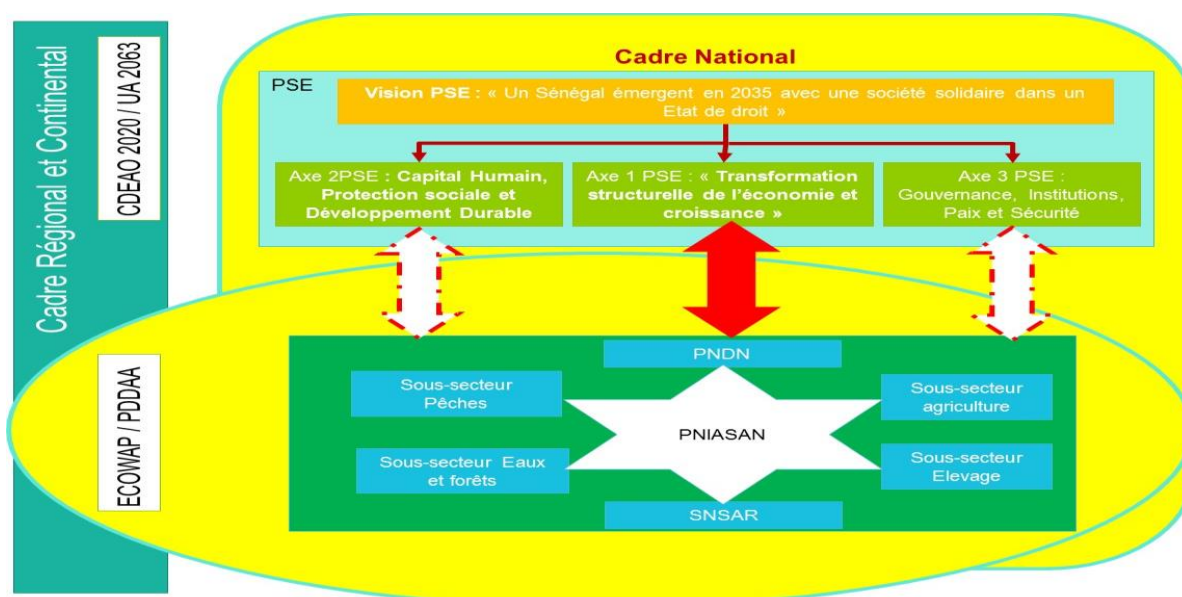 Cadre Régional et Continental
CDEAO 2020 / UA 2063
ECOWAP / PDDAA
Cadre National
PSE
Vision PSE : « Un Sénégal émergent en 2035 avec une société solidaire dans un
Etat de droit »
Axe 2PSE : Capital Humain,
Protection sociale et
Développement Durable
Axe 1 PSE : « Transformation
structurelle de l'économie et
croissance »
Axe 3 PSE :
Gouvernance, Institutions,
Paix et Sécurité
PNDN
Sous-secteur
Pêches
Sous-secteur
agriculture
PNIASAN
Sous-secteur Eaux
et forêts
Sous-secteur
Elevage
SNSAR